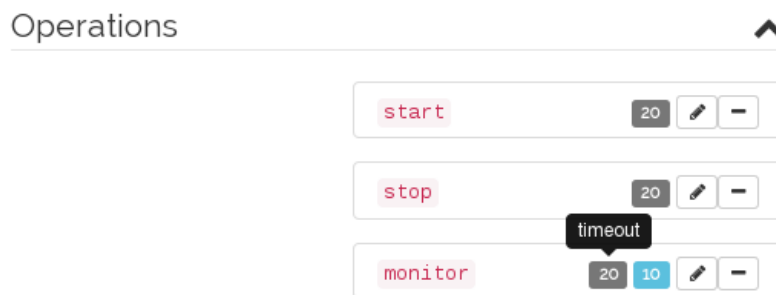 Operations
start 20
stop 20
timeout
monitor 20 10